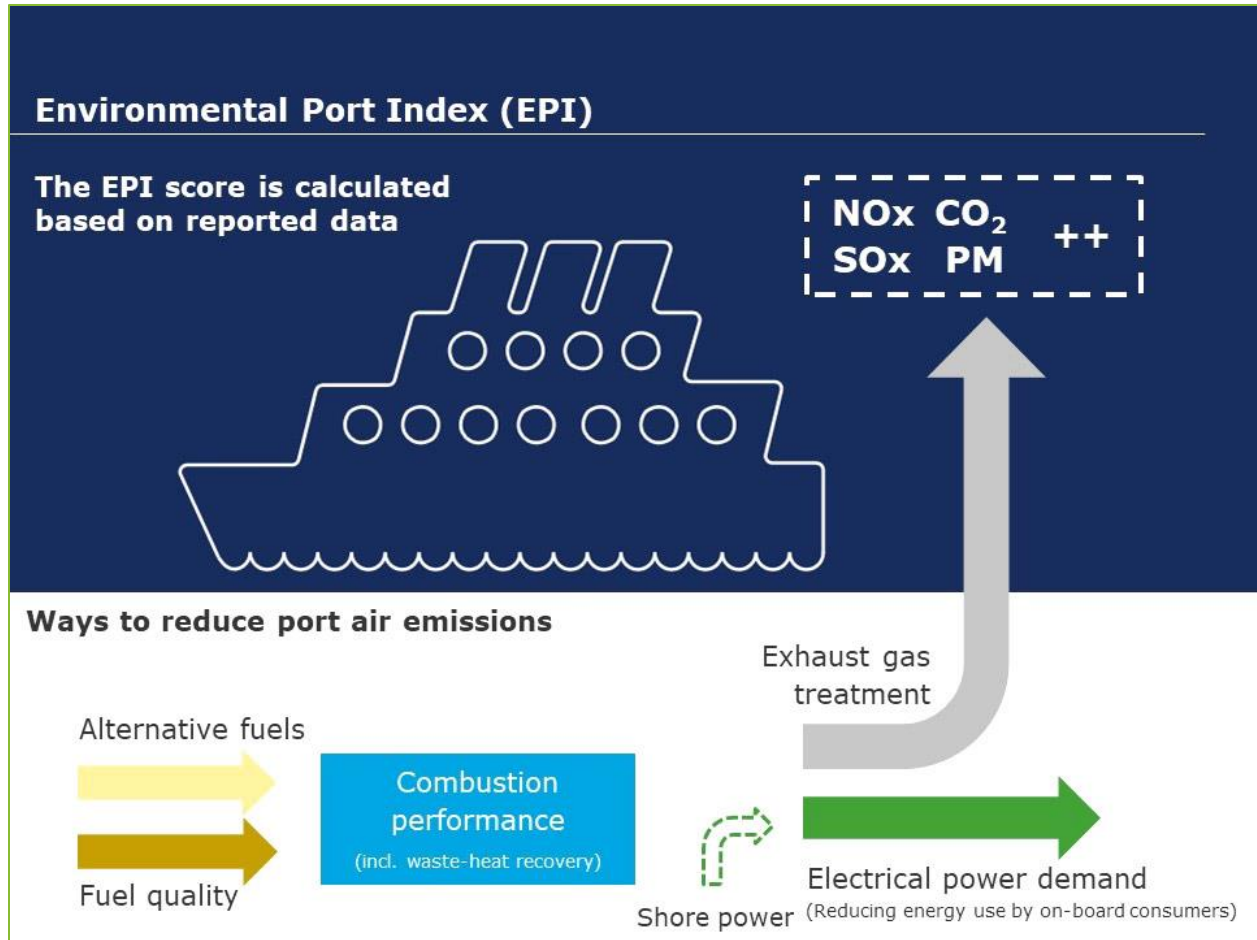 Environmental Port Index (EPI)
The EPI score is calculated
based on reported data
NOx CO₂
SOx PM
++
Ways to reduce port air emissions
Exhaust gas
treatment
Alternative fuels
Combustion
performance
(incl. waste-heat recovery)
Fuel quality
Shore power
Electrical power demand
(Reducing energy use by on-board consumers)